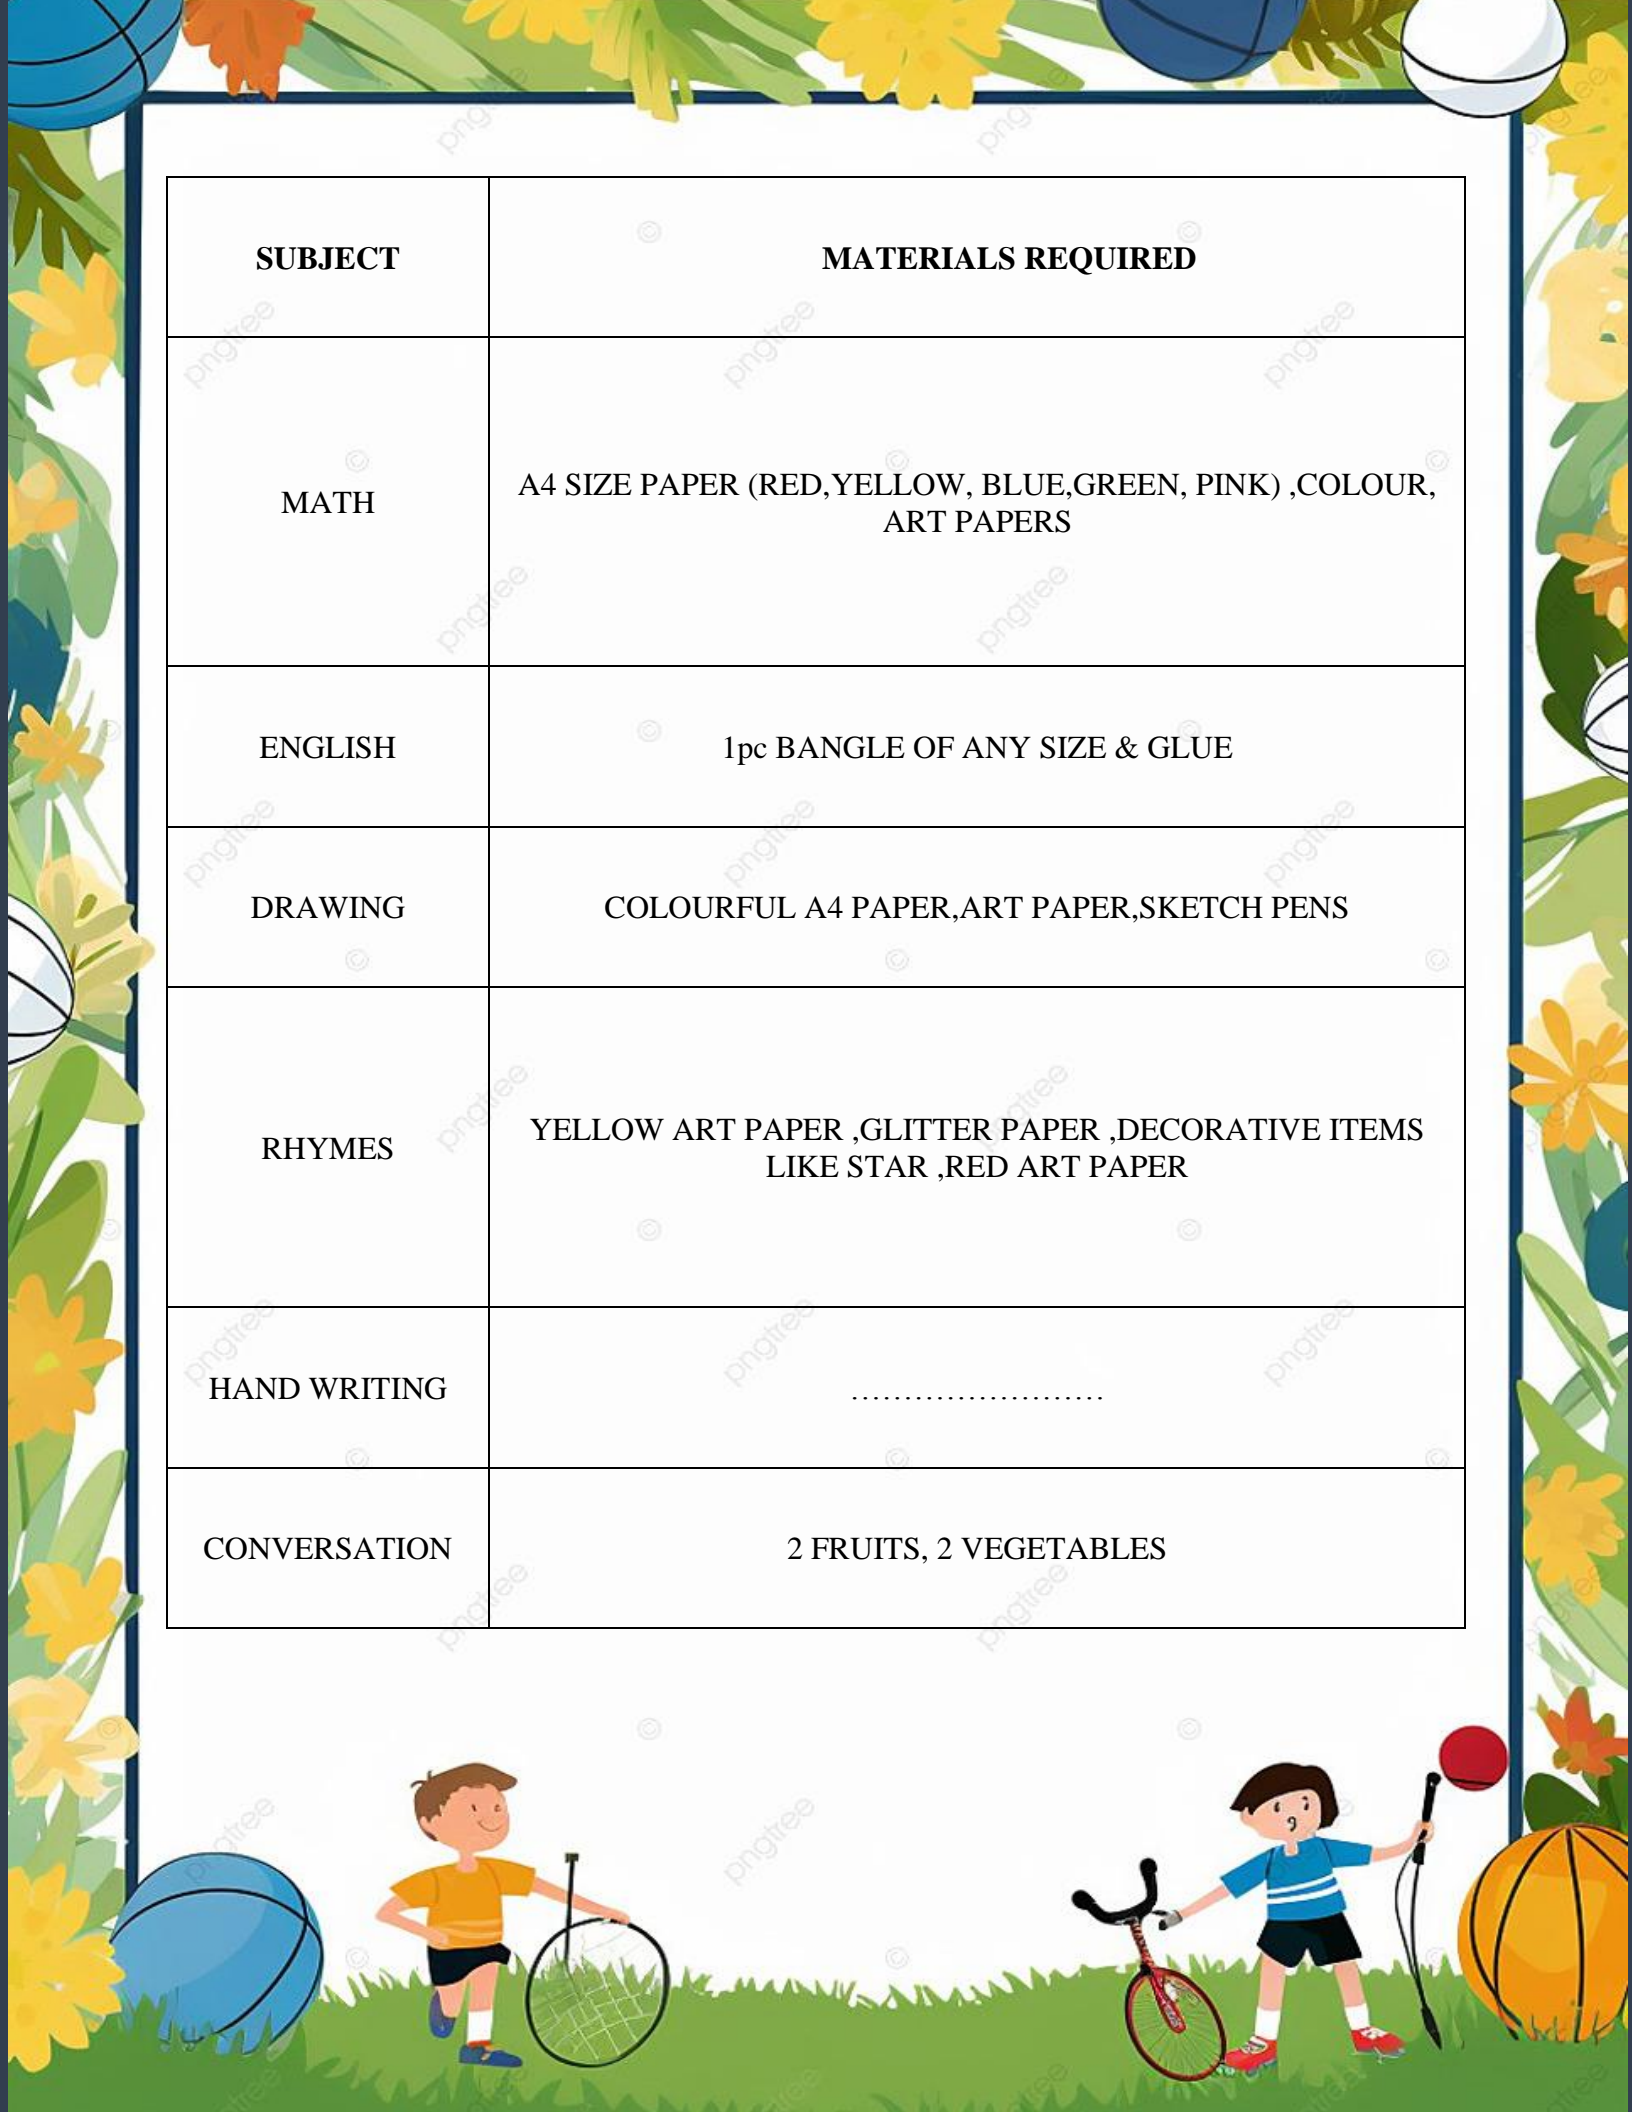 SUBJECT
MATERIALS REQUIRED
MATH
A4 SIZE PAPER (RED,YELLOW, BLUE,GREEN, PINK) ,COLOUR,
ART PAPERS
ENGLISH
1pc BANGLE OF ANY SIZE & GLUE
DRAWING
COLOURFUL A4 PAPER,ART PAPER,SKETCH PENS
RHYMES
YELLOW ART PAPER ,GLITTER PAPER ,DECORATIVE ITEMS
LIKE STAR ,RED ART PAPER
HAND WRITING
........................
CONVERSATION
2 FRUITS, 2 VEGETABLES
pngtree